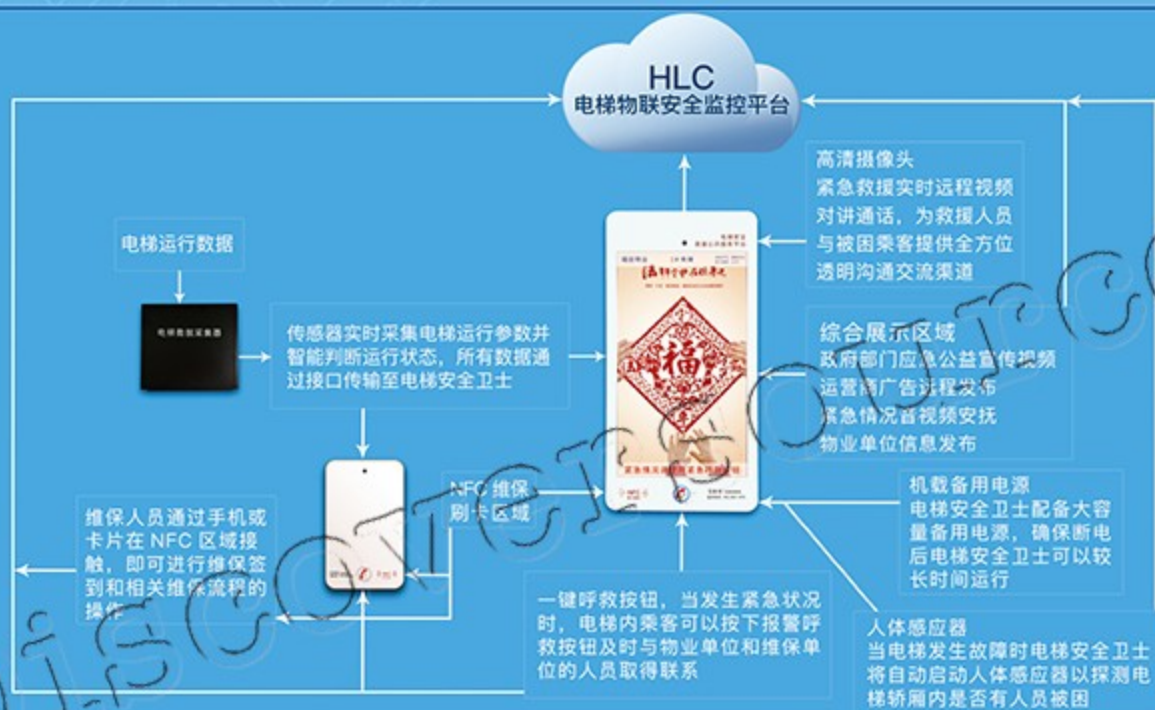 HLC
电梯物联安全监控平台
高清摄像头
紧急救援实时远程视频
对讲通话，为救援人员
与被困乘客提供全方位
透明沟通交流渠道
电梯运行数据
电梯数据采集器
传感器实时采集电梯运行参数并
智能判断运行状态，所有数据通
过接口传输至电梯安全卫士
福
综合展示区域
政府部门应急公益宣传视频
运营商广告远程发布
紧急情况音视频安抚
物业单位信息发布
NFC 维保
刷卡区域
机载备用电源
电梯安全卫士配备大容
量备用电源，确保断电
后电梯安全卫士可以较
长时间运行
维保人员通过手机或
卡片在 NFC 区域接
触，即可进行维保签
到和相关维保流程的
操作
一键呼救按钮，当发生紧急状况
时，电梯内乘客可以按下报警呼
救按钮及时与物业单位和维保单
位的人员取得联系
人体感应器
当电梯发生故障时电梯安全卫士
将自动启动人体感应器以探测电
梯轿厢内是否有人员被困